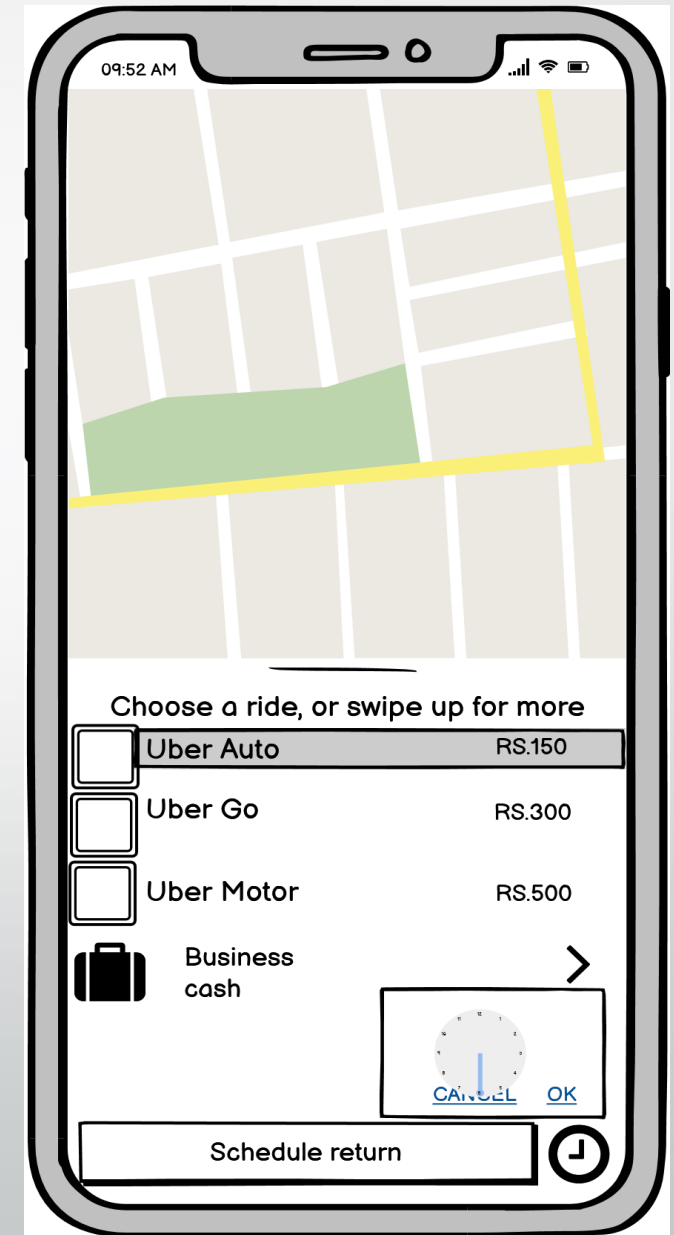 09:52 AM
Choose a ride, or swipe up for more
Uber Auto RS.150
Uber Go RS.300
Uber Motor RS.500
Business
cash
CANCEL OK
Schedule return